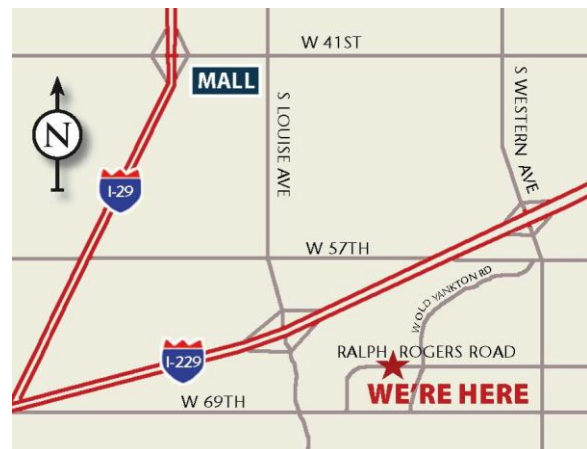 W 41ST
MALL
N
S LOUISE AVE
S WESTERN AVE
I-29
W 57TH
W OLD YANKTON RD
I-229
RALPH ROGERS ROAD
WE'RE HERE
W 69TH